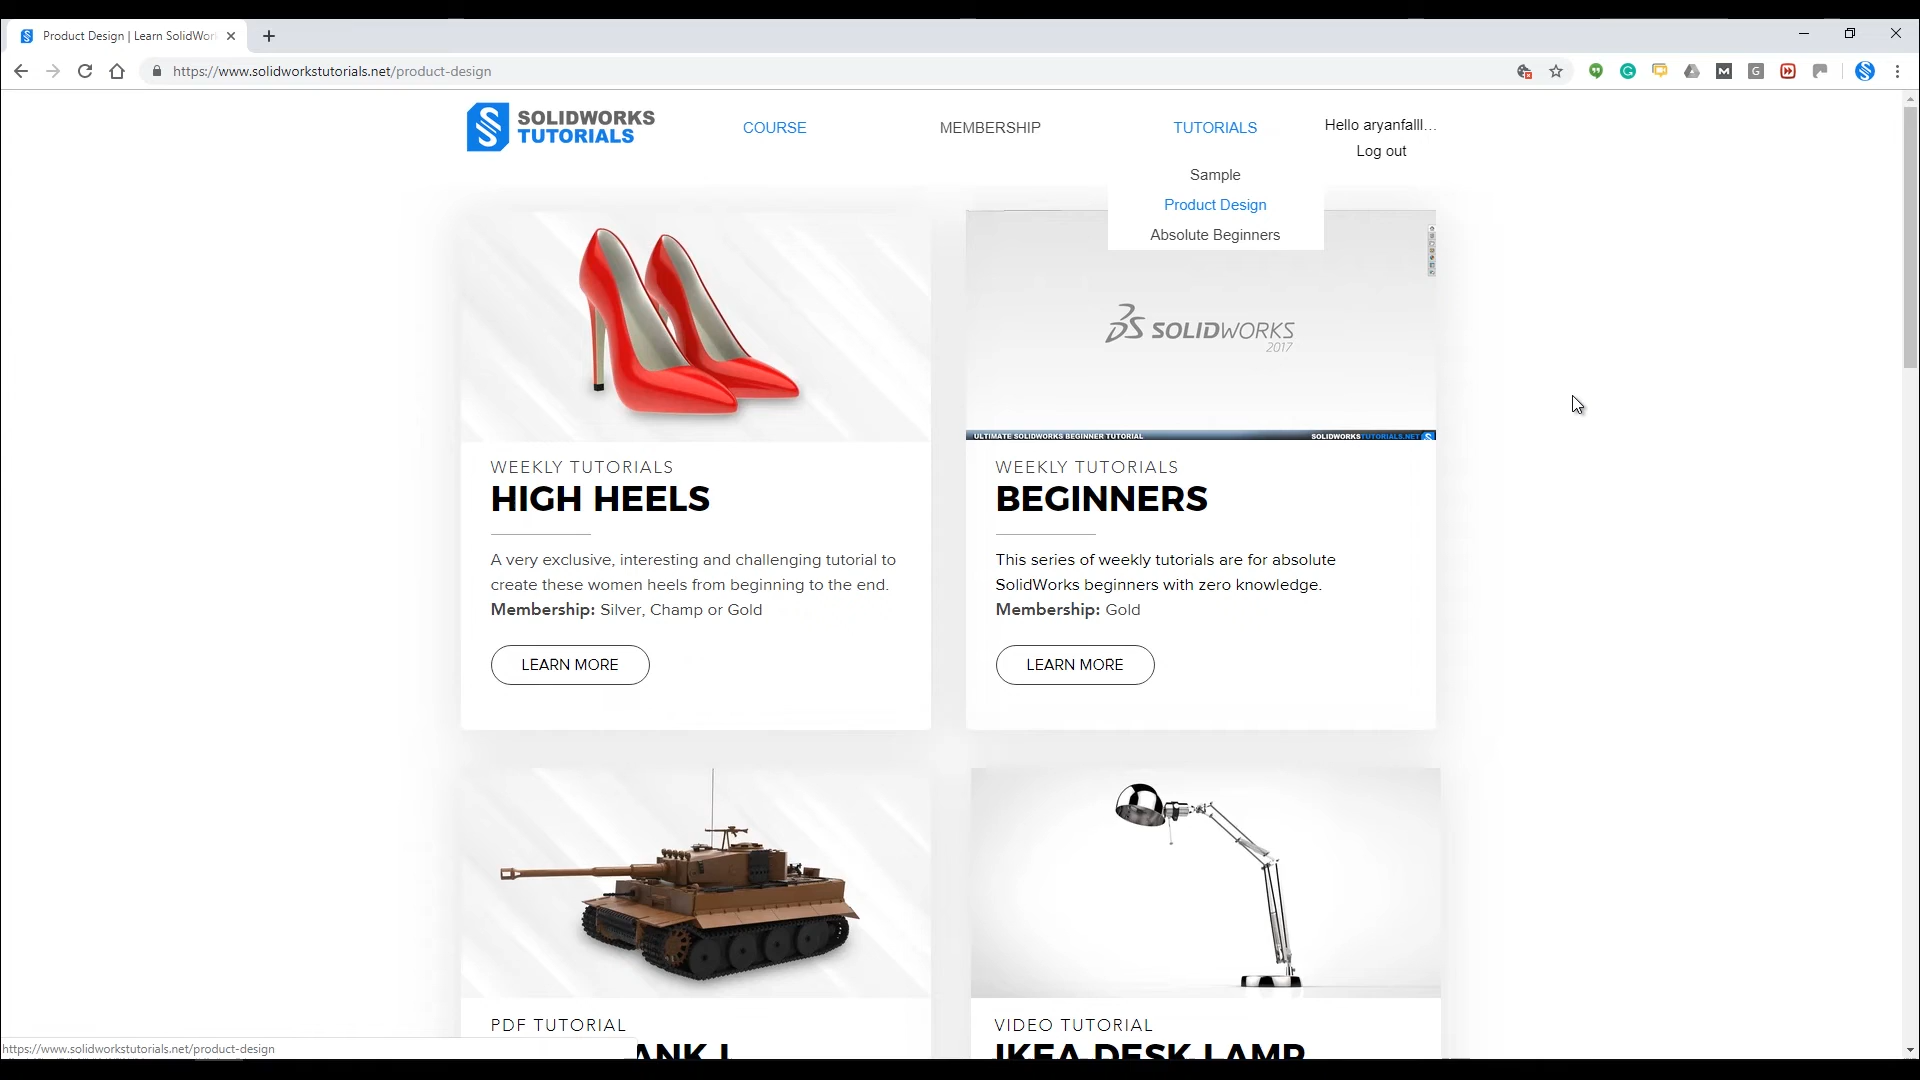 Product Design | Learn SolidWor
https://www.solidworkstutorials.net/product-design
SOLIDWORKS
TUTORIALS
COURSE
MEMBERSHIP
TUTORIALS
Hello aryanfalll...
Log out
Sample
Product Design
Absolute Beginners
SOLIDWORKS
2017
ULTIMATE SOLIDWORKS BEGINNER TUTORIAL
SOLIDWORKSTUTORIALS.NET
WEEKLY TUTORIALS
HIGH HEELS
A very exclusive, interesting and challenging tutorial to
create these women heels from beginning to the end.
Membership: Silver, Champ or Gold
LEARN MORE
WEEKLY TUTORIALS
BEGINNERS
This series of weekly tutorials are for absolute
SolidWorks beginners with zero knowledge.
Membership: Gold
LEARN MORE
PDF TUTORIAL
VIDEO TUTORIAL
IKEA DESK LAMP
https://www.solidworkstutorials.net/product-design